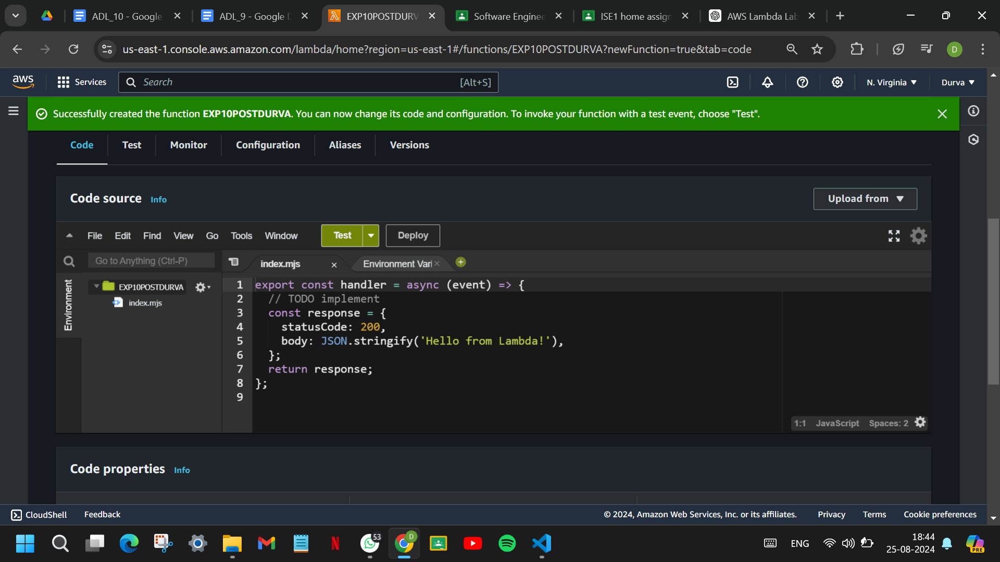 ADL_10 - Google
ADL_9 - Google D
EXP10POSTDURV
Software Enginee
ISE1 home assign
AWS Lambda Lab
us-east-1.console.aws.amazon.com/lambda/home?region=us-east-1#/functions/EXP10POSTDURVA?newFunction=true&tab=code
D
aws
Services
Search
[Alt+S]
N. Virginia
Durva
Successfully created the function EXP10POSTDURVA. You can now change its code and configuration. To invoke your function with a test event, choose "Test".
Code
Test
Monitor
Configuration
Aliases
Versions
Code source
Info
Upload from
File
Edit
Find
View
Go
Tools
Window
Test
Deploy
Go to Anything (Ctrl-P)
index.mjs
Environment Vari
Environment
EXP10POSTDURVA
index.mjs
1 export const handler = async (event) => {
2 // TODO implement
3 const response = {
4 statusCode: 200,
5 body: JSON.stringify('Hello from Lambda!'),
6 };
7 return response;
8 };
9
1:1 JavaScript Spaces: 2
Code properties
Info
CloudShell
Feedback
© 2024, Amazon Web Services, Inc. or its affiliates.
Privacy
Terms
Cookie preferences
N
53
D
ENG
18:44
25-08-2024
PRE